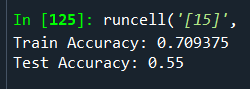 In [125]: runcell('[15]',
Train Accuracy: 0.709375
Test Accuracy: 0.55